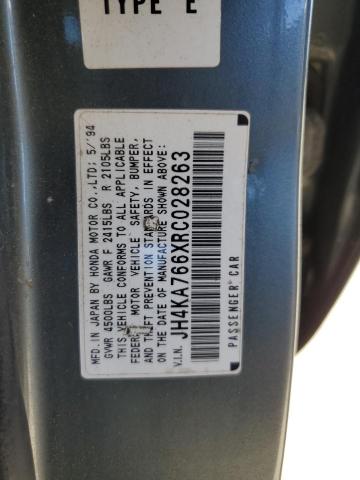 TYPE E
MFD. IN JAPAN BY HONDA MOTOR CO.,LTD; 5/'94
GVWR 4500LBS GAWR F 2415LBS R 2105LBS
THIS VEHICLE CONFORMS TO ALL APPLICABLE
FEDERAL MOTOR VEHICLE SAFETY, BUMPER,
AND THEFT PREVENTION STANDARDS IN EFFECT
ON THE DATE OF MANUFACTURE SHOWN ABOVE:
V.I.N. JH4KA766XRC028263
PASSENGER CAR